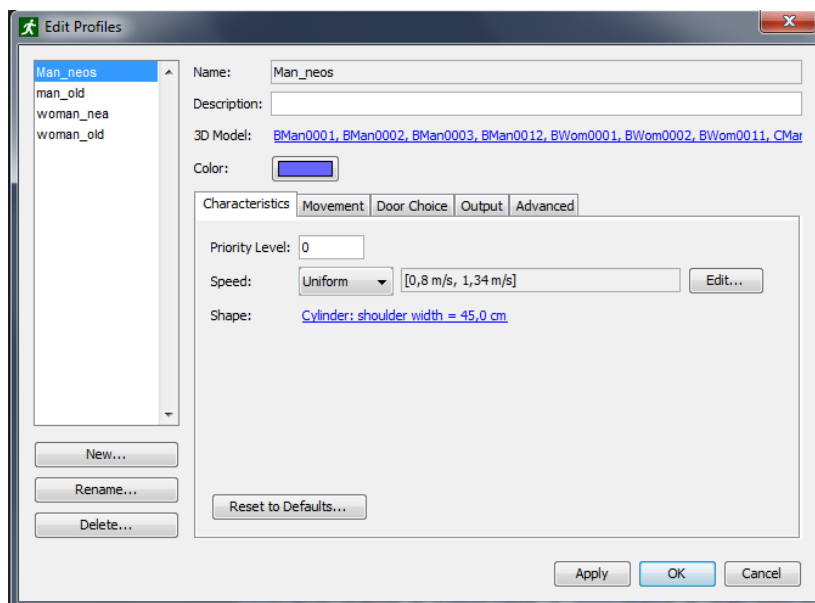 Edit Profiles
Man_neos
man_old
woman_nea
woman_old
New...
Rename...
Delete...
Name: Man_neos
Description:
3D Model: BMan0001, BMan0002, BMan0003, BMan0012, BWom0001, BWom0002, BWom0011, CMan
Color:
Characteristics Movement Door Choice Output Advanced
Priority Level: 0
Speed: Uniform [0,8 m/s, 1,34 m/s] Edit...
Shape: Cylinder: shoulder width = 45,0 cm
Reset to Defaults...
Apply OK Cancel